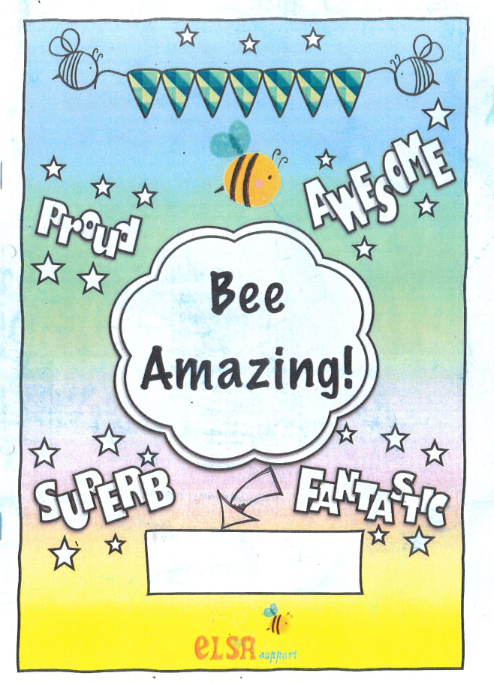 AWESOME
Proud
Bee
Amazing!
SUPERB
FANTASTIC
eLSA support